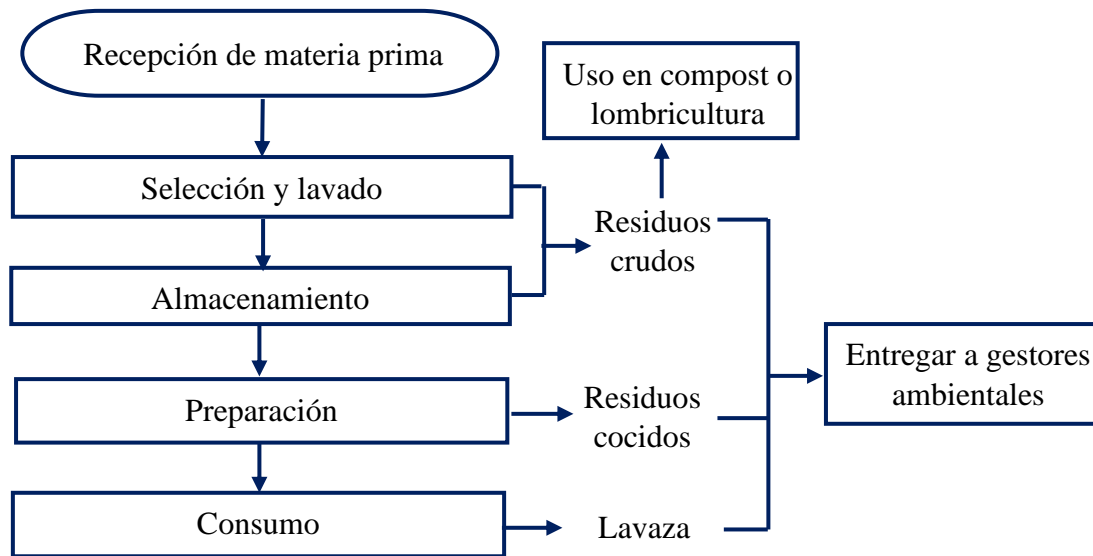 Recepción de materia prima
Uso en compost o
lombricultura
Selección y lavado
Residuos
crudos
Almacenamiento
Entregar a gestores
ambientales
Preparación
Residuos
cocidos
Consumo
Lavaza